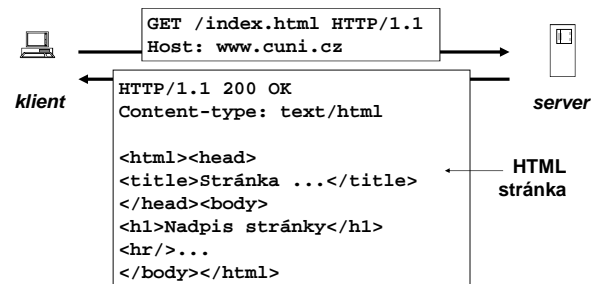 GET /index.html HTTP/1.1
Host: www.cuni.cz
klient
server
HTTP/1.1 200 OK
Content-type: text/html
<html><head>
<title>Stránka ...</title>
</head><body>
<h1>Nadpis stránky</h1>
<hr/>...
</body></html>
HTML
stránka